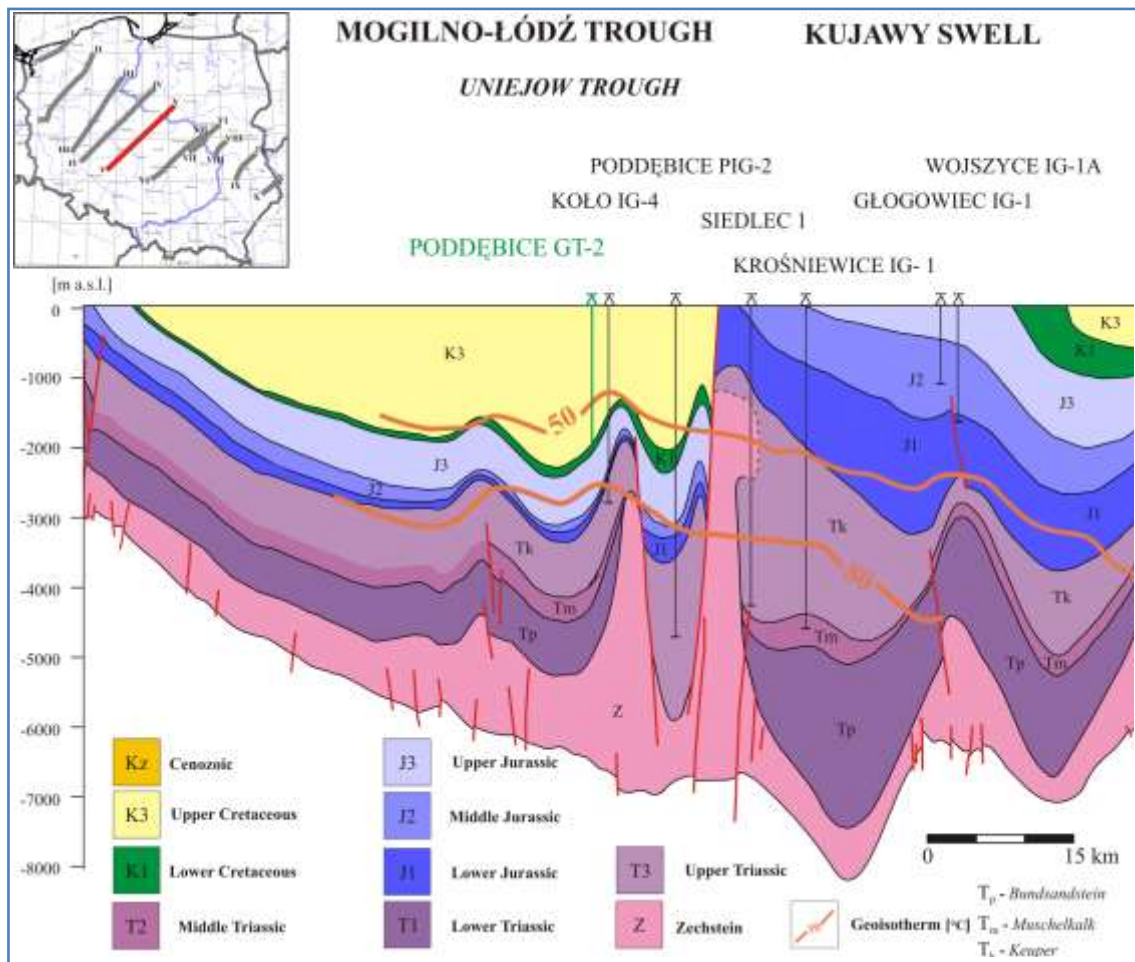 MOGILNO-ŁÓDŹ TROUGH
KUJAWY SWELL
UNIEJOW TROUGH
PODDĘBICE PIG-2
WOJSZYCE IG-1A
KOŁO IG-4
GŁOGOWIEC IG-1
SIEDLEC 1
PODDĘBICE GT-2
KROŚNIEWICE IG- 1
[m a.s.l.]
0
-1000
-2000
-3000
-4000
-5000
-6000
-7000
-8000
K3
K3
K1
50
J2
J3
J3
K1
J1
J2
J1
J1
Tk
Tk
Tk
Tm
Tm
Tm
Tp
Tp
Tp
Z
Kz Cenozoic
K3 Upper Cretaceous
K1 Lower Cretaceous
T2 Middle Triassic
J3 Upper Jurassic
J2 Middle Jurassic
J1 Lower Jurassic
T1 Lower Triassic
T3 Upper Triassic
Z Zechstein
0 15 km
Geoisotherm [°C]
Tp - Bundsandstein
Tm - Muschelkalk
Tk - Keuper